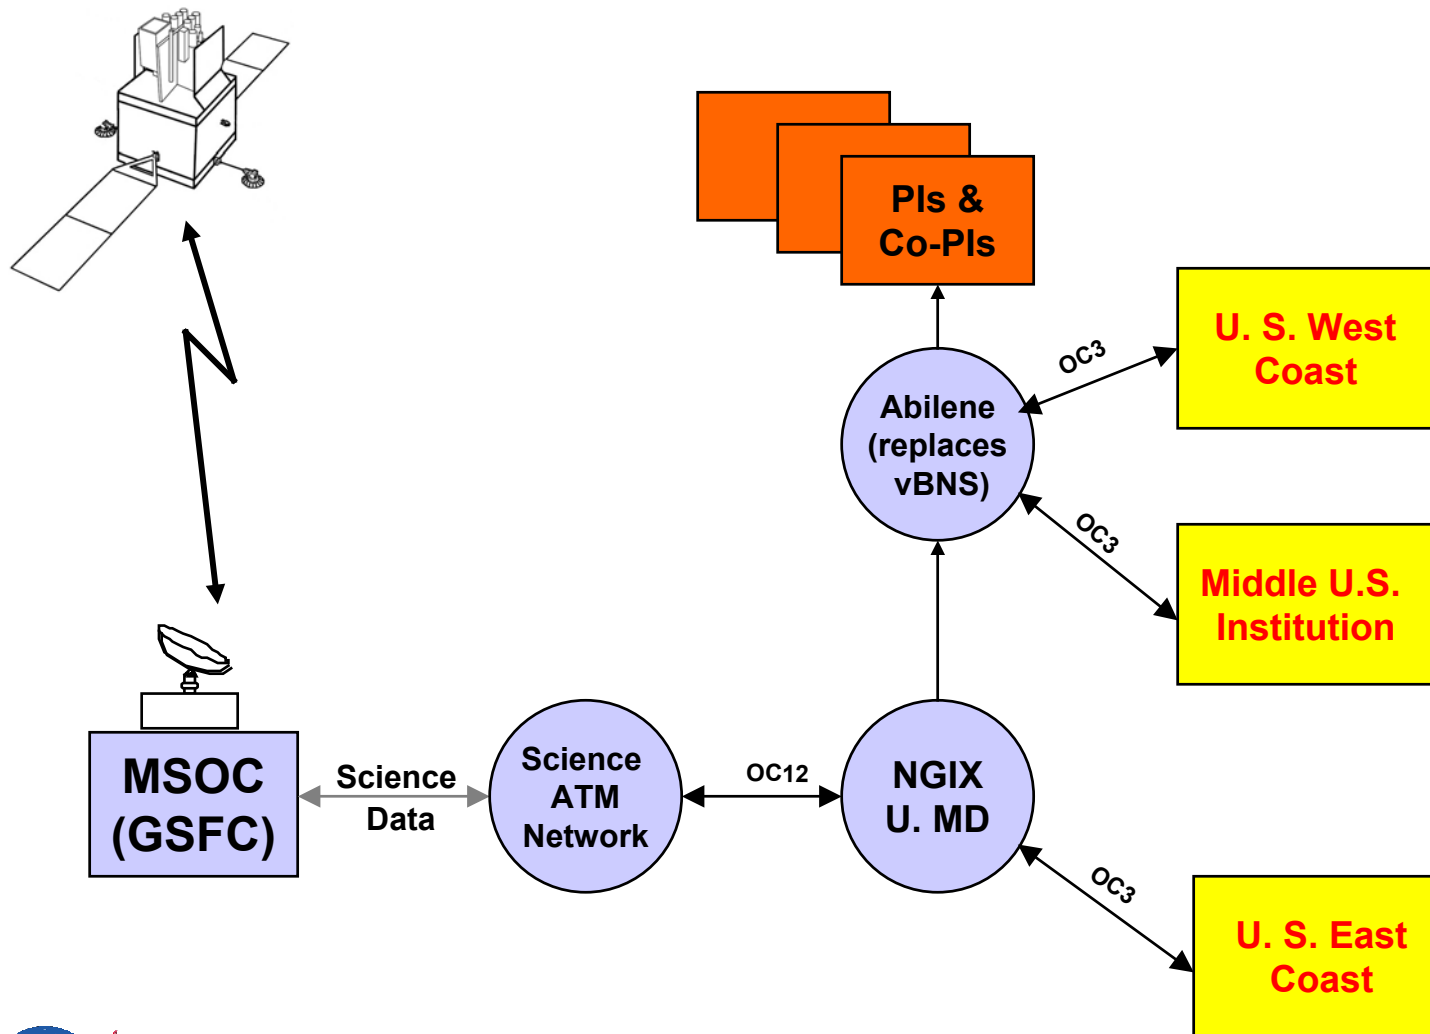 PIs &
Co-PIs
U. S. West
Coast
OC3
Abilene
(replaces
vBNS)
OC3
Middle U.S.
Institution
MSOC
(GSFC)
Science
Data
Science
ATM
Network
OC12
NGIX
U. MD
OC3
U. S. East
Coast